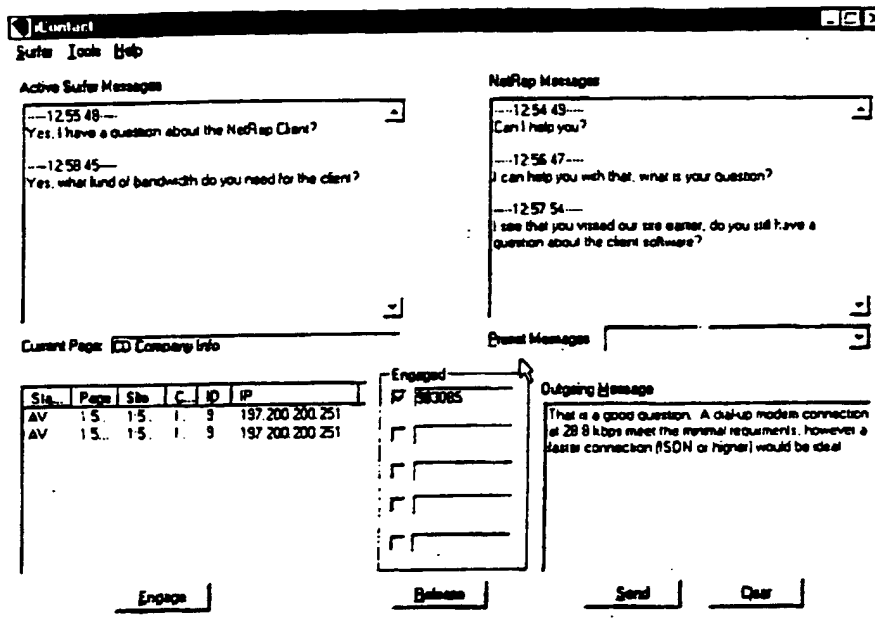 iContact
Surfer Tools Help
Active Surfer Messages
----12:55:48----
Yes, I have a question about the NetRep Client?
----12:58:45----
Yes, what kind of bandwidth do you need for the client?
NetRep Messages
----12:54:49----
Can I help you?
----12:56:47----
I can help you with that, what is your question?
----12:57:54----
I see that you visited our site earlier, do you still have a
question about the client software?
Current Page: CD Company Info
Preset Messages
Sta... Page Site C... ID IP
AV 1:5... 1:5. 1. 9 197.200.200.251
AV 1:5... 1:5. 1. 9 197.200.200.251
Engaged
Outgoing Message
That is a good question. A dial-up modem connection
at 28.8 kbps meet the minimal requirments, however a
faster connection (ISDN or higher) would be ideal
Engage
Release
Send
Clear